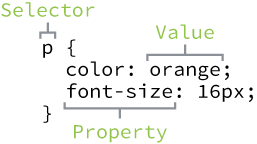 Selector
Value
p {
color: orange;
font-size: 16px;
}
Property